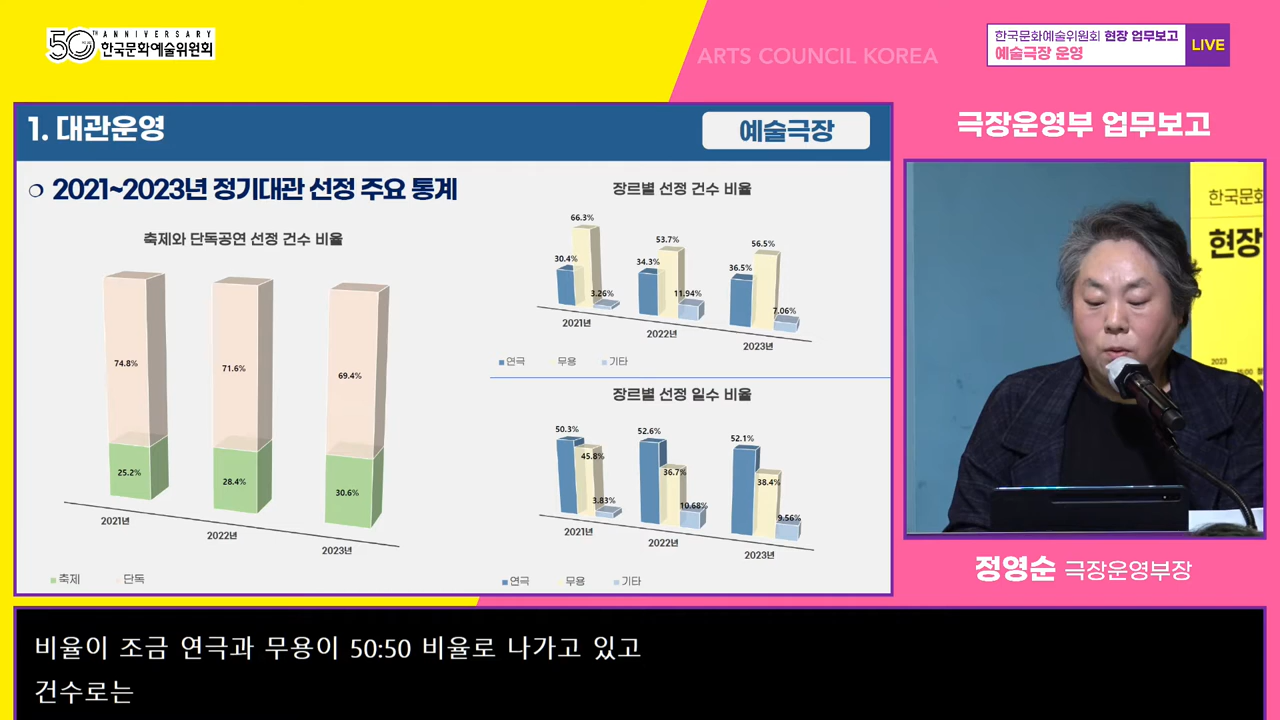 50TH ANNIVERSARY
한국문화예술위원회
ARTS COUNCIL KOREA
한국문화예술위원회 현장 업무보고
예술극장 운영
LIVE
1. 대관운영
예술극장
2021~2023년 정기대관 선정 주요 통계
축제와 단독공연 선정 건수 비율
74.8%
71.6%
69.4%
25.2%
28.4%
30.6%
2021년
2022년
2023년
축제
단독
장르별 선정 건수 비율
66.3%
53.7%
56.5%
30.4%
34.3%
36.5%
3.26%
11.94%
7.06%
2021년
2022년
2023년
연극
무용
기타
장르별 선정 일수 비율
50.3%
52.6%
52.1%
45.8%
36.7%
38.4%
3.83%
10.68%
9.56%
2021년
2022년
2023년
연극
무용
기타
극장운영부 업무보고
한국문화
현장
2023
정영순 극장운영부장
비율이 조금 연극과 무용이 50:50 비율로 나가고 있고
건수로는